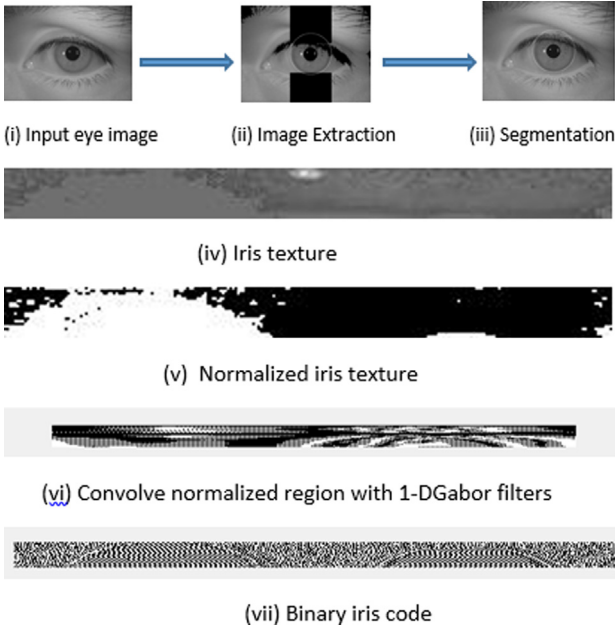 (i) Input eye image (ii) Image Extraction (iii) Segmentation
(iv) Iris texture
(v) Normalized iris texture
(vi) Convolve normalized region with 1-DGabor filters
(vii) Binary iris code